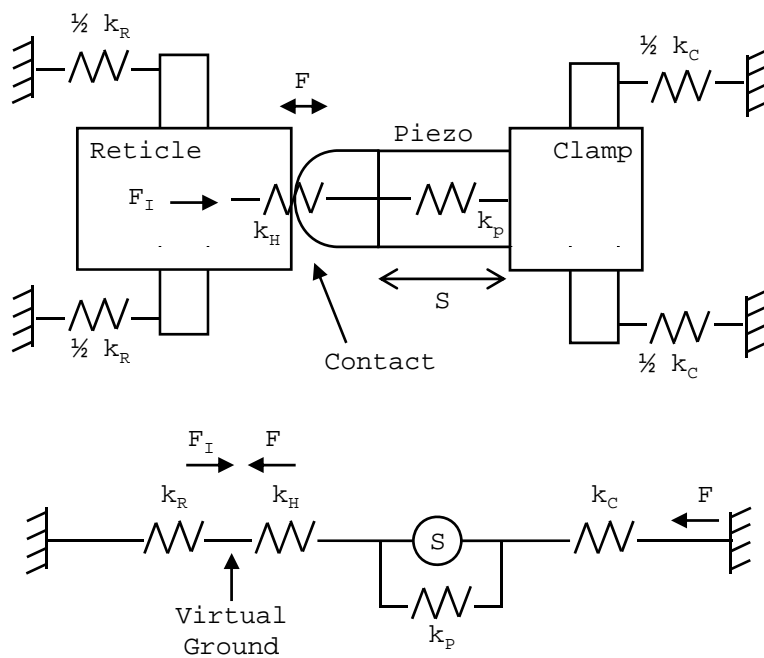 ½ k_R
½ k_C
F
Piezo
Reticle
Clamp
F_I
k_H
k_p
S
½ k_R
Contact
½ k_C
F_I
F
k_R
k_H
k_C
F
S
Virtual
Ground
k_P